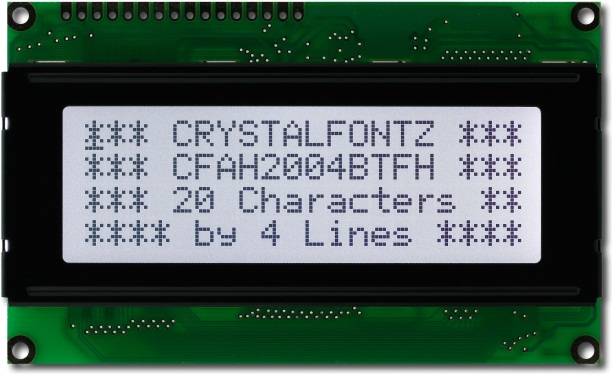 *** CRYSTALFONTZ ***
*** CFAH2004BTFH ***
*** 20 Characters **
**** by 4 Lines ****